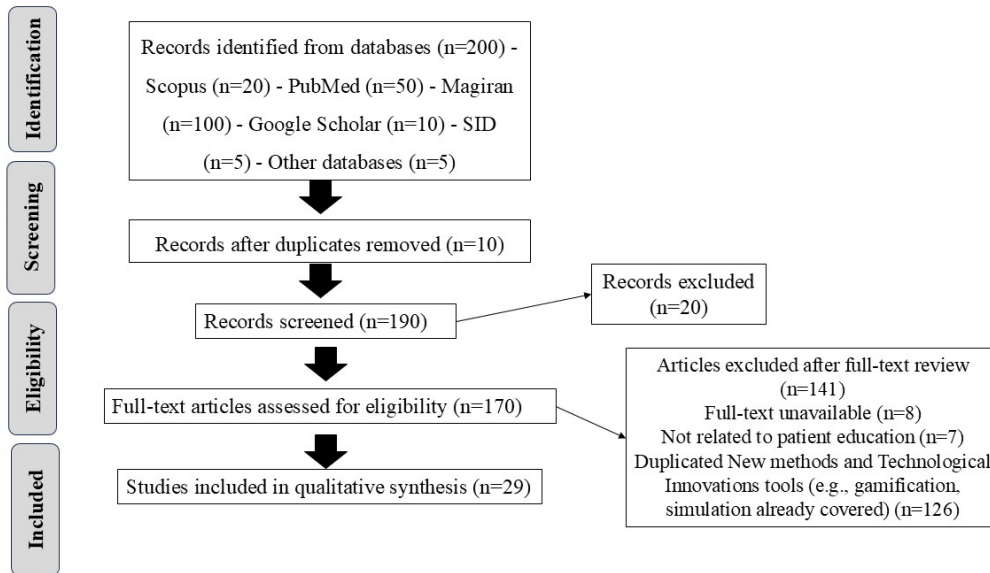 Identification
Records identified from databases (n=200) -
Scopus (n=20) - PubMed (n=50) - Magiran
(n=100) - Google Scholar (n=10) - SID
(n=5) - Other databases (n=5)
Screening
Records after duplicates removed (n=10)
Records screened (n=190)
Records excluded
(n=20)
Eligibility
Full-text articles assessed for eligibility (n=170)
Articles excluded after full-text review
(n=141)
Full-text unavailable (n=8)
Not related to patient education (n=7)
Duplicated New methods and Technological
Innovations tools (e.g., gamification,
simulation already covered) (n=126)
Included
Studies included in qualitative synthesis (n=29)